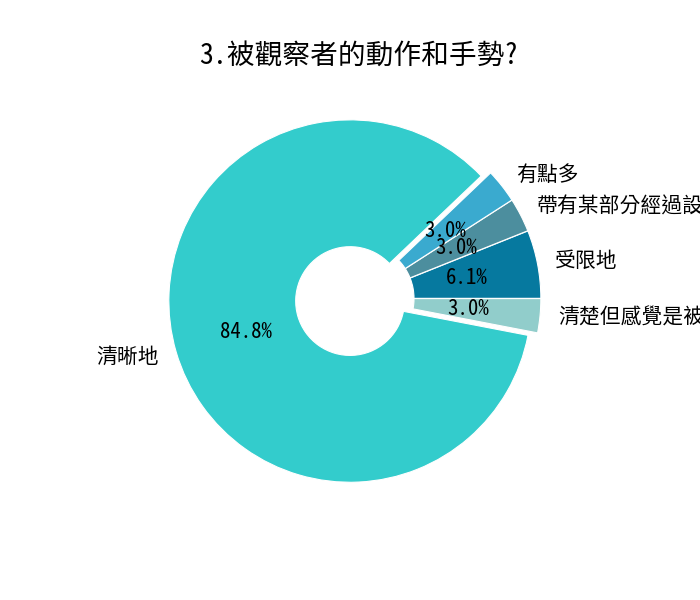 3.被觀察者的動作和手勢?
有點多
帶有某部分經過設
3.0%
3.0%
受限地
6.1%
3.0%
清楚但感覺是被
84.8%
清晰地